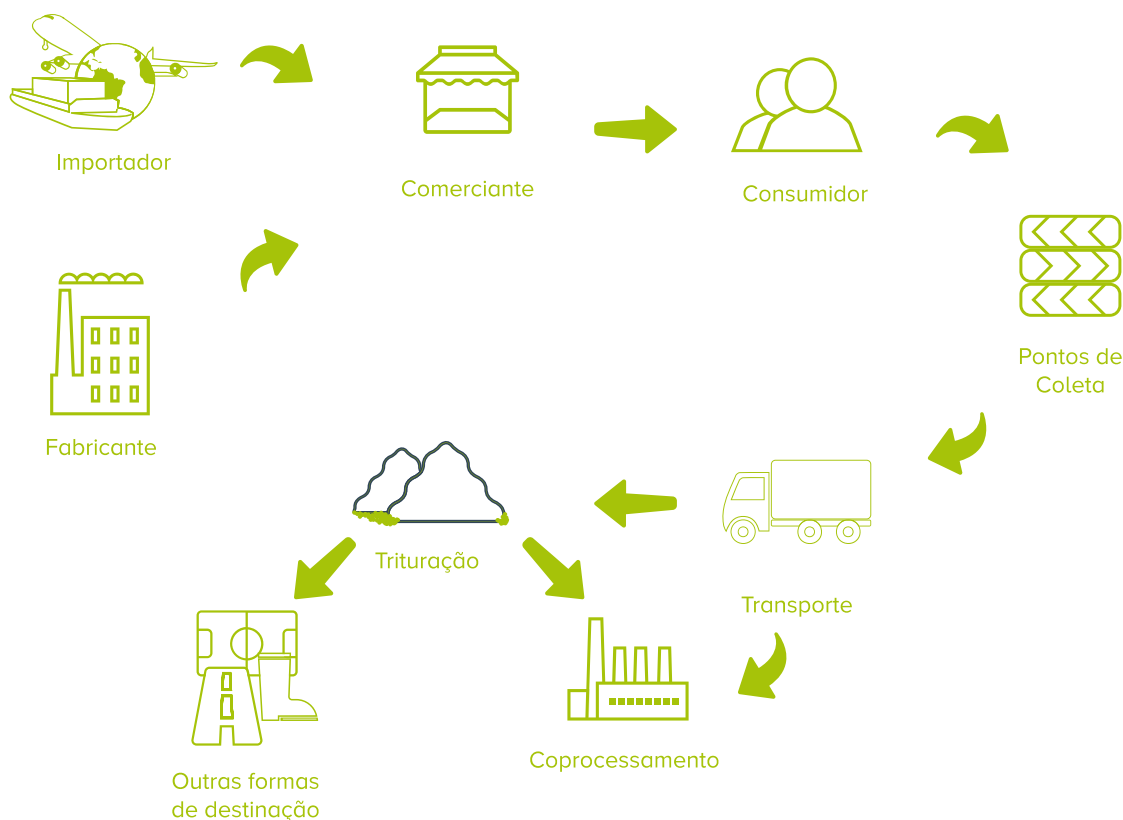 Importador
Comerciante
Consumidor
Pontos de
Coleta
Fabricante
Trituração
Transporte
Coprocessamento
Outras formas
de destinação